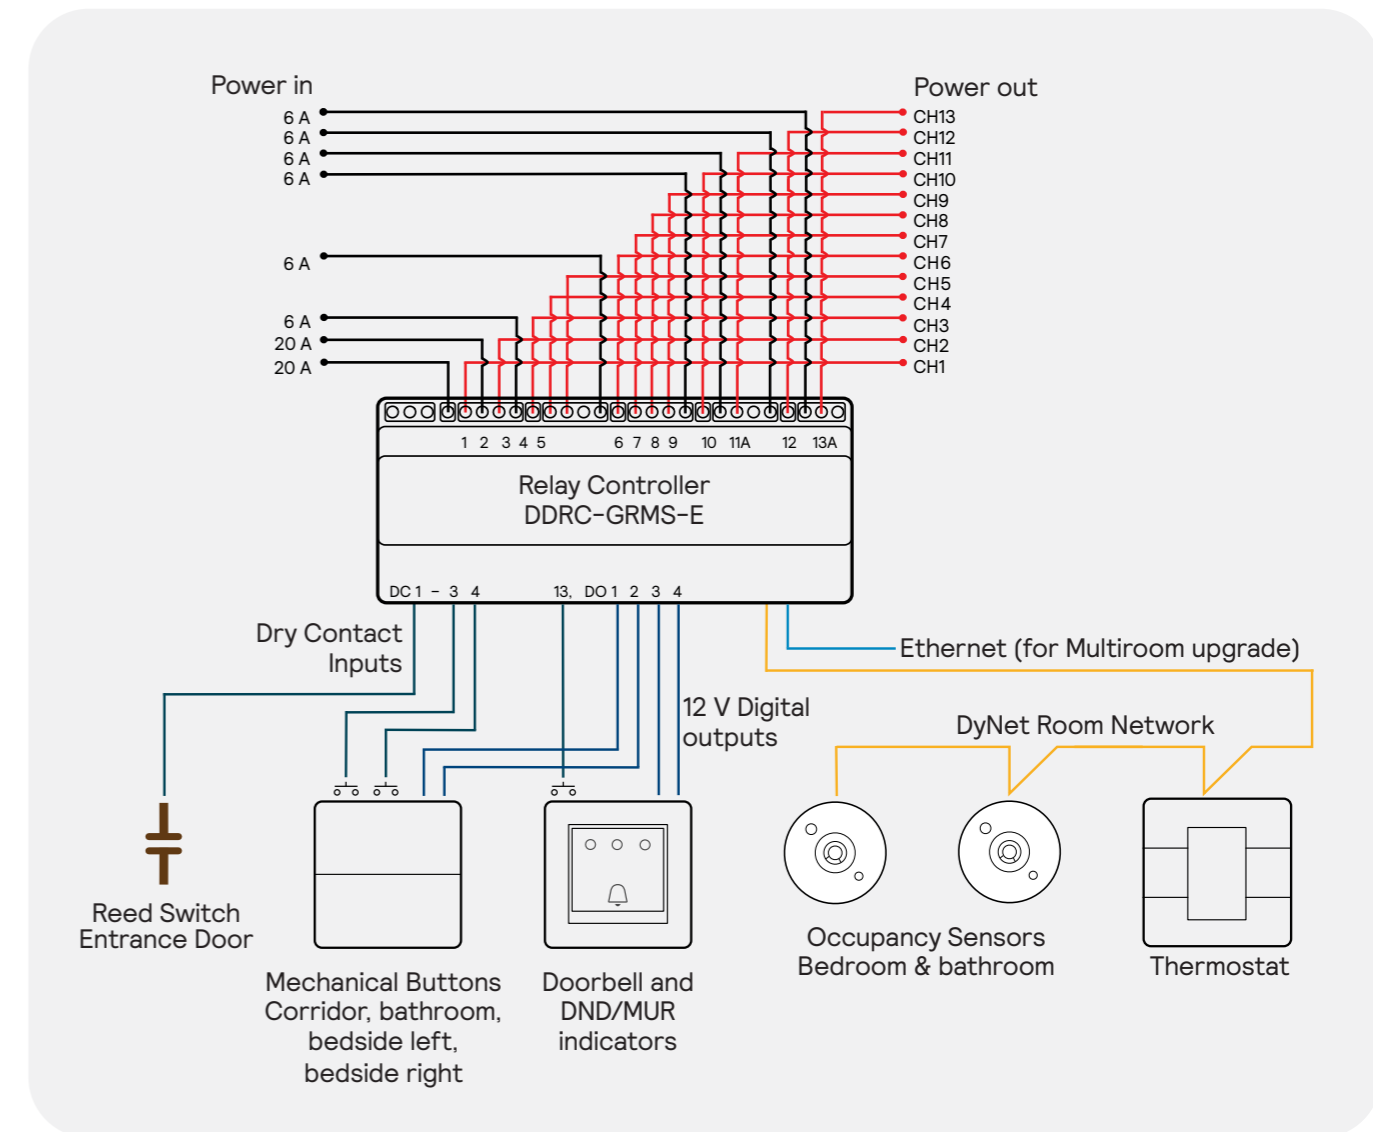 Power in
6 A
6 A
6 A
6 A
6 A
6 A
20 A
20 A
Power out
CH13
CH12
CH11
CH10
CH9
CH8
CH7
CH6
CH5
CH4
CH3
CH2
CH1
1 2 3 4 5 6 7 8 9 10 11A 12 13A
Relay Controller
DDRC-GRMS-E
DC 1 – 3 4 13, DO 1 2 3 4
Dry Contact
Inputs
Ethernet (for Multiroom upgrade)
12 V Digital
outputs
DyNet Room Network
Reed Switch
Entrance Door
Mechanical Buttons
Corridor, bathroom,
bedside left,
bedside right
Doorbell and
DND/MUR
indicators
Occupancy Sensors
Bedroom & bathroom
Thermostat